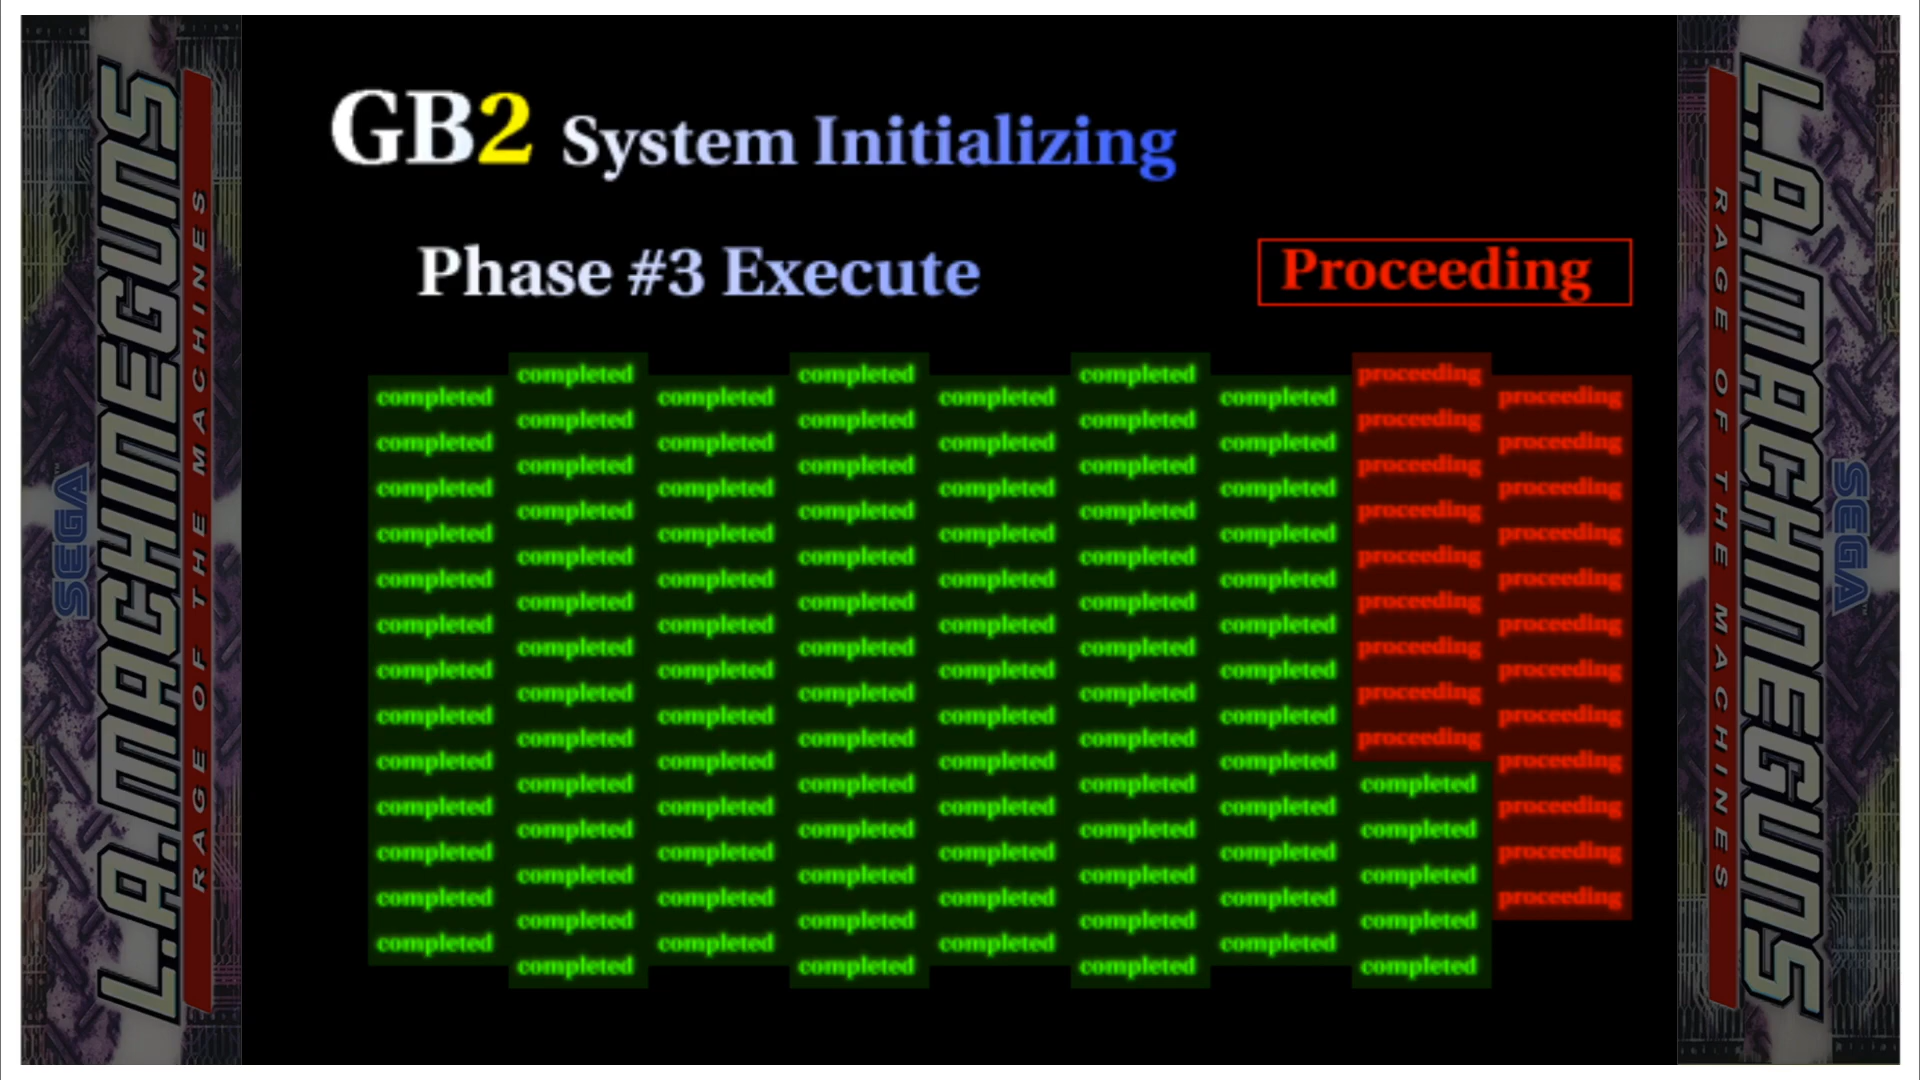 SEGA™
L.A. MACHINEGUNS
RAGE OF THE MACHINES
GB2 System Initializing
Phase #3 Execute Proceeding
completed completed completed proceeding
completed completed completed completed proceeding
completed completed completed proceeding
completed completed completed completed proceeding
completed completed completed proceeding
completed completed completed completed proceeding
completed completed completed proceeding
completed completed completed completed proceeding
completed completed completed proceeding
completed completed completed completed proceeding
completed completed completed proceeding
completed completed completed completed proceeding
completed completed completed proceeding
completed completed completed completed proceeding
completed completed completed proceeding
completed completed completed completed proceeding
completed completed completed proceeding
completed completed completed completed proceeding
completed completed completed completed
completed completed completed completed proceeding
completed completed completed completed
completed completed completed completed proceeding
completed completed completed completed
completed completed completed completed proceeding
completed completed completed completed
completed completed completed completed
completed completed completed completed
L.A. MACHINEGUNS
RAGE OF THE MACHINES
SEGA™